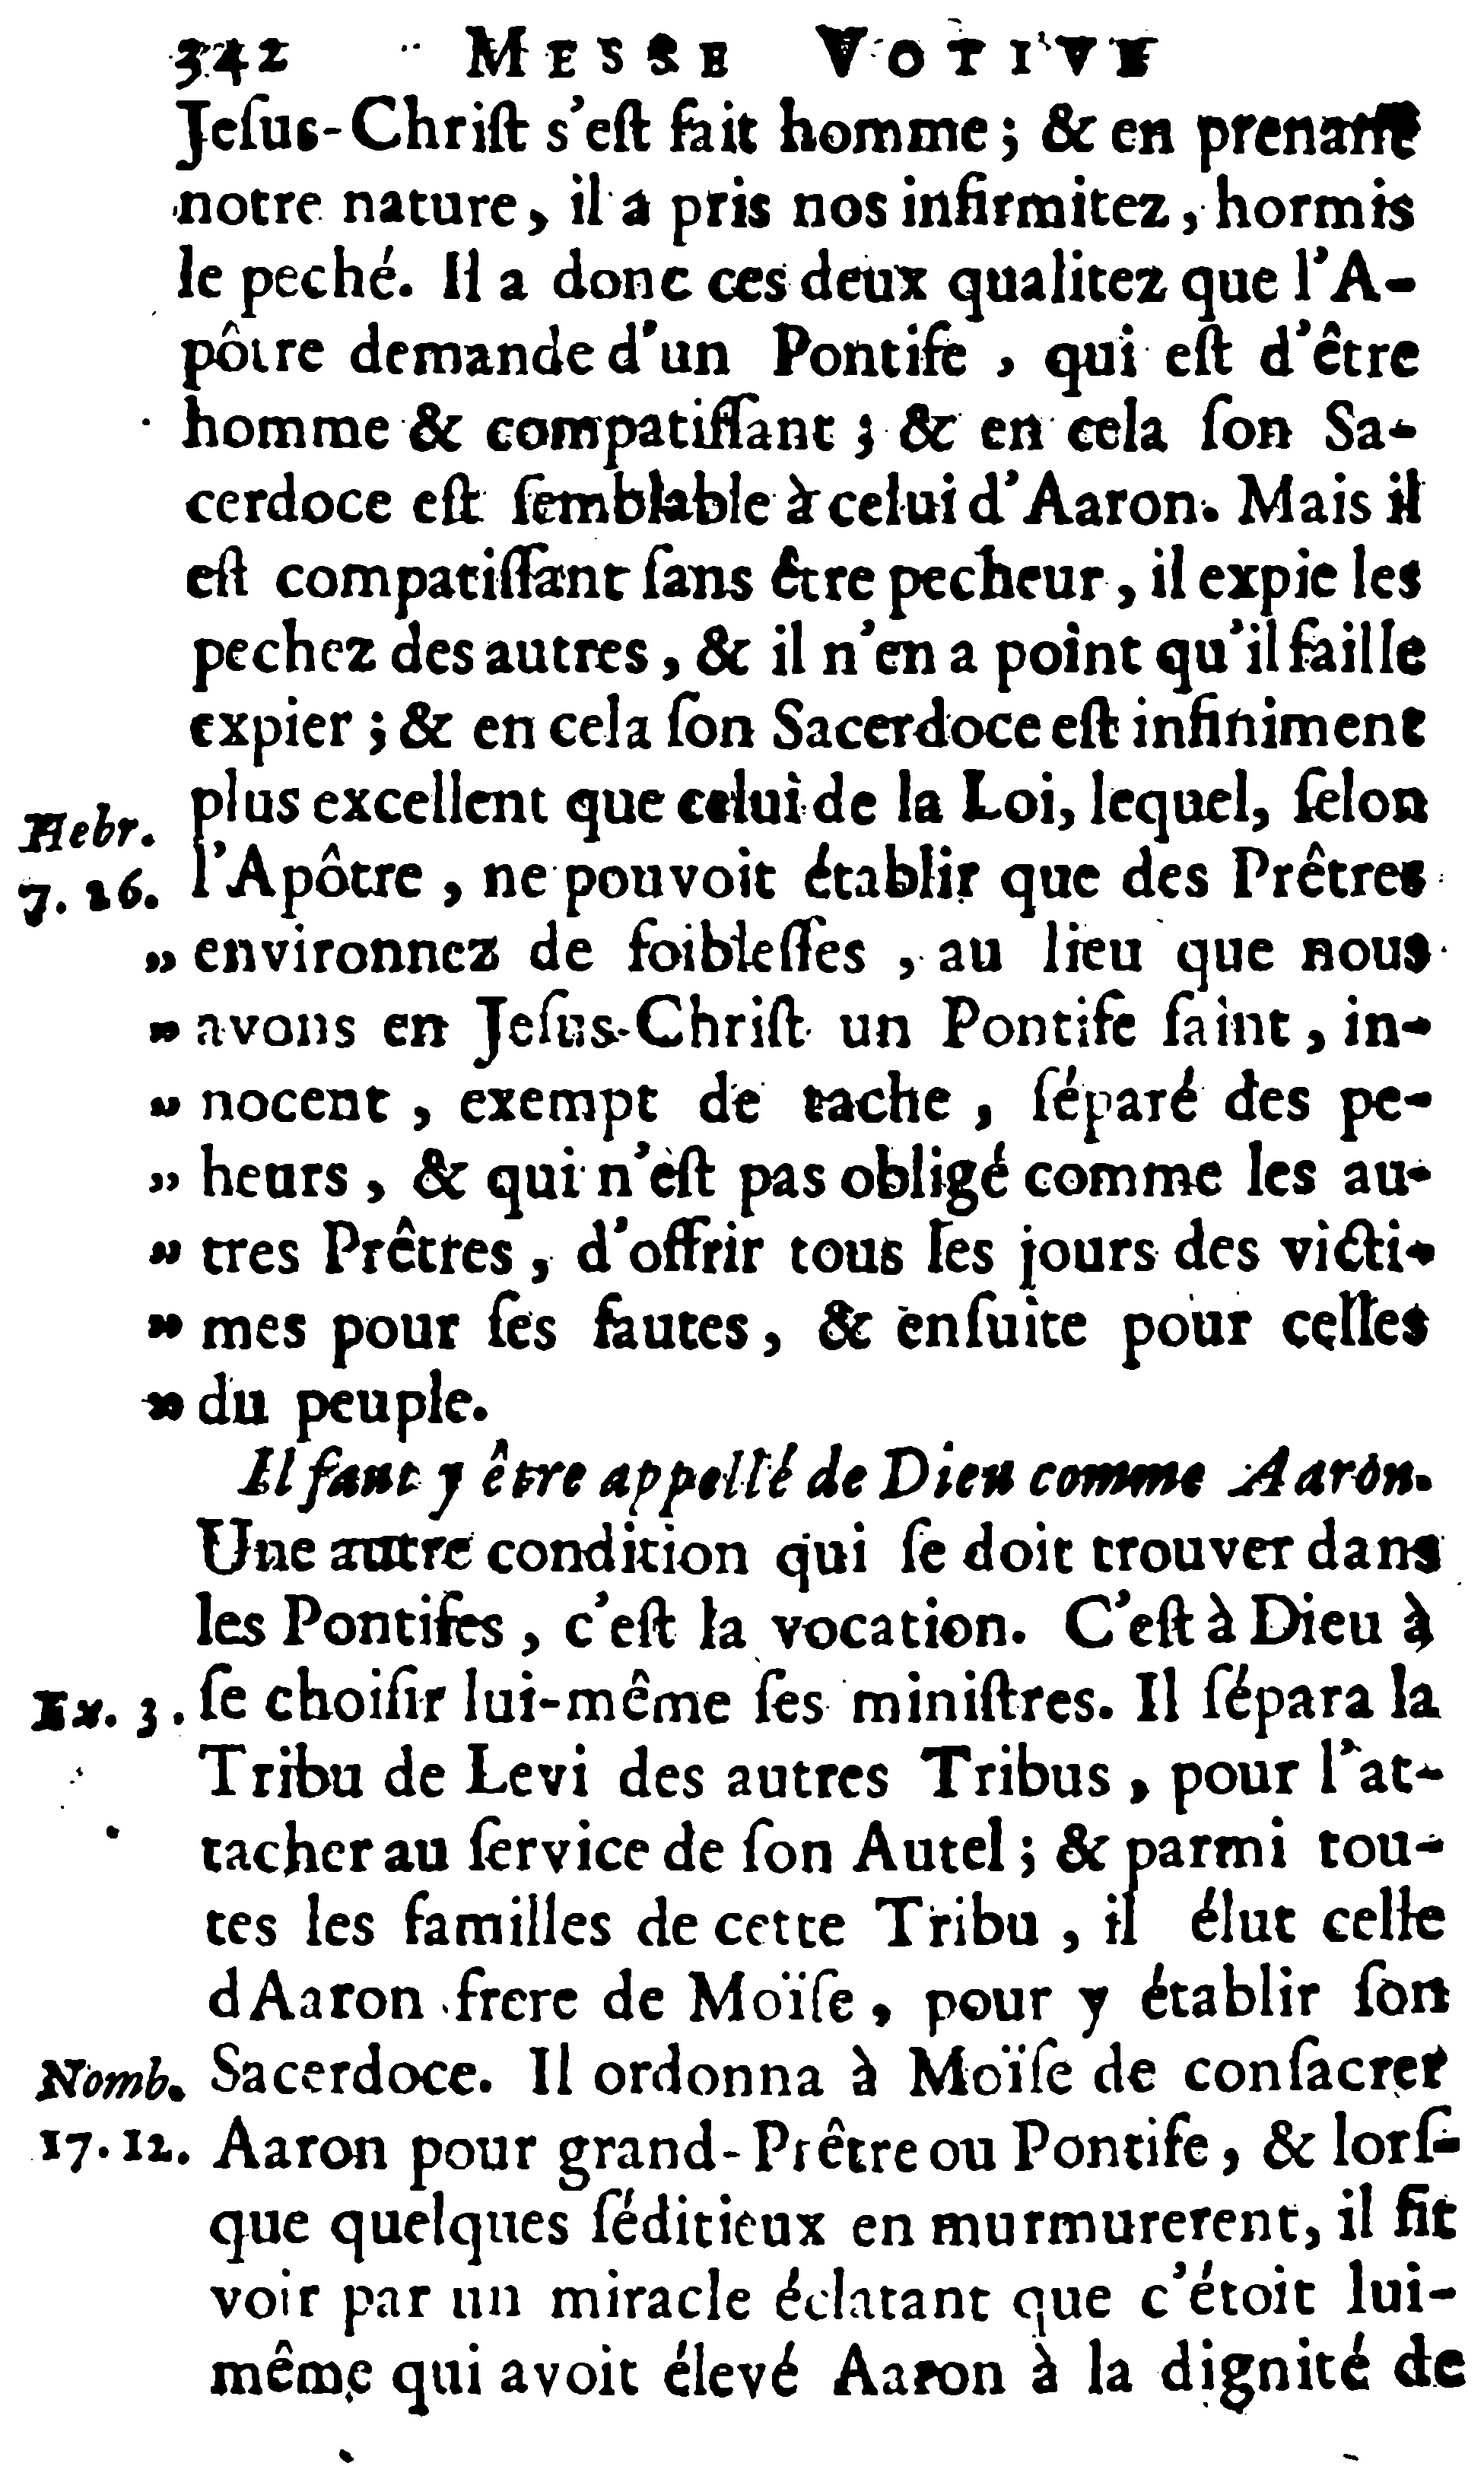 342 MESSE VOTIVE
Jeſus-Chriſt s'eſt fait homme; & en prenant
notre nature, il a pris nos infirmitez, hormis
le peché. Il a donc ces deux qualitez que l'A-
pôtre demande d'un Pontife, qui eſt d'être
homme & compatiſſant; & en cela ſon Sa-
cerdoce eſt ſemblable à celui d'Aaron. Mais il
eſt compatiſſant ſans être pecheur, il expie les
pechez des autres, & il n'en a point qu'il faille
expier; & en cela ſon Sacerdoce eſt infiniment
plus excellent que celui de la Loi, lequel, ſelon
Hebr.
7. 26.
l'Apôtre, ne pouvoit établir que des Prêtres
„ environnez de foibleſſes, au lieu que nous
„ avons en Jeſus-Chriſt un Pontife ſaint, in-
„ nocent, exempt de tache, ſéparé des pe-
„ heurs, & qui n'eſt pas obligé comme les au-
„ tres Prêtres, d'offrir tous les jours des victi-
„ mes pour ſes fautes, & enſuite pour celles
„ du peuple.
Il faut y être appellé de Dieu comme Aaron.
Une autre condition qui ſe doit trouver dans
les Pontifes, c'eſt la vocation. C'eſt à Dieu à
Ex. 3.
ſe choiſir lui-même ſes miniſtres. Il ſépara la
Tribu de Levi des autres Tribus, pour l'at-
tacher au ſervice de ſon Autel; & parmi tou-
tes les familles de cette Tribu, il élut celle
d Aaron frere de Moïſe, pour y établir ſon
Nomb.
17. 12.
Sacerdoce. Il ordonna à Moïſe de conſacrer
Aaron pour grand-Prêtre ou Pontife, & lorſ-
que quelques ſéditieux en murmurerent, il fit
voir par un miracle éclatant que c'étoit lui-
même qui avoit élevé Aaron à la dignité de